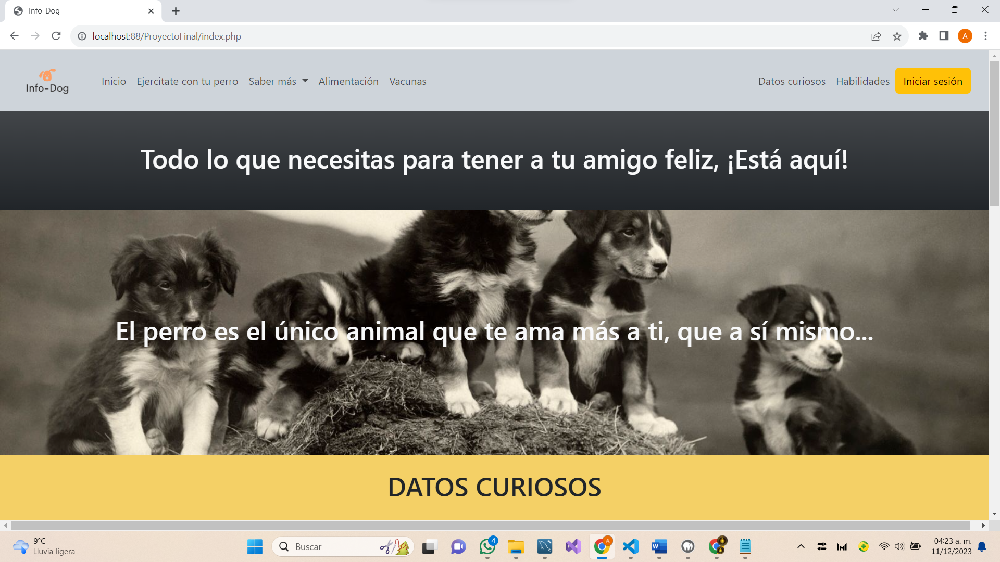 Info-Dog
localhost:88/ProyectoFinal/index.php
A
Info-Dog
Inicio
Ejercitate con tu perro
Saber más
Alimentación
Vacunas
Datos curiosos
Habilidades
Iniciar sesión
Todo lo que necesitas para tener a tu amigo feliz, ¡Está aquí!
El perro es el único animal que te ama más a ti, que a sí mismo...
DATOS CURIOSOS
9°C
Lluvia ligera
Buscar
4
A
W
04:23 a. m.
11/12/2023